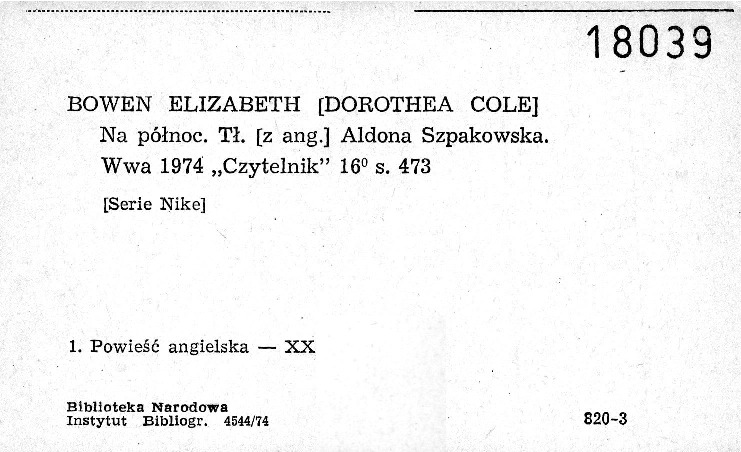 18039
BOWEN ELIZABETH [DOROTHEA COLE]
Na północ. Tł. [z ang.] Aldona Szpakowska.
Wwa 1974 „Czytelnik” 16⁰ s. 473
[Serie Nike]
1. Powieść angielska — XX
Biblioteka Narodowa
Instytut Bibliogr. 4544/74
820-3